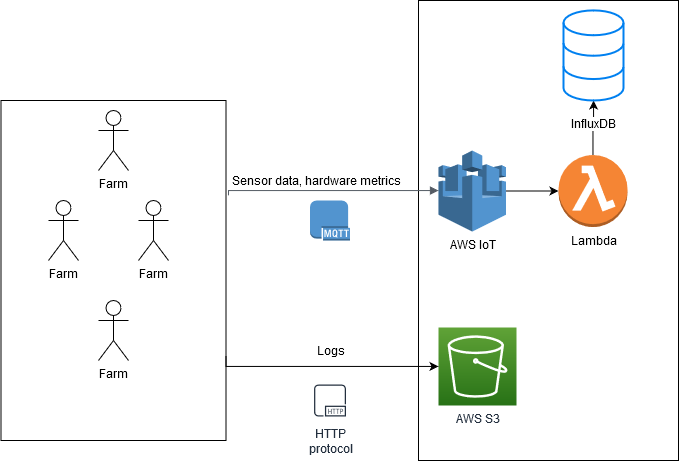 InfluxDB
Farm
Sensor data, hardware metrics
MQTT
AWS IoT
Lambda
Farm
Farm
Farm
Logs
HTTP
AWS S3
HTTP
protocol